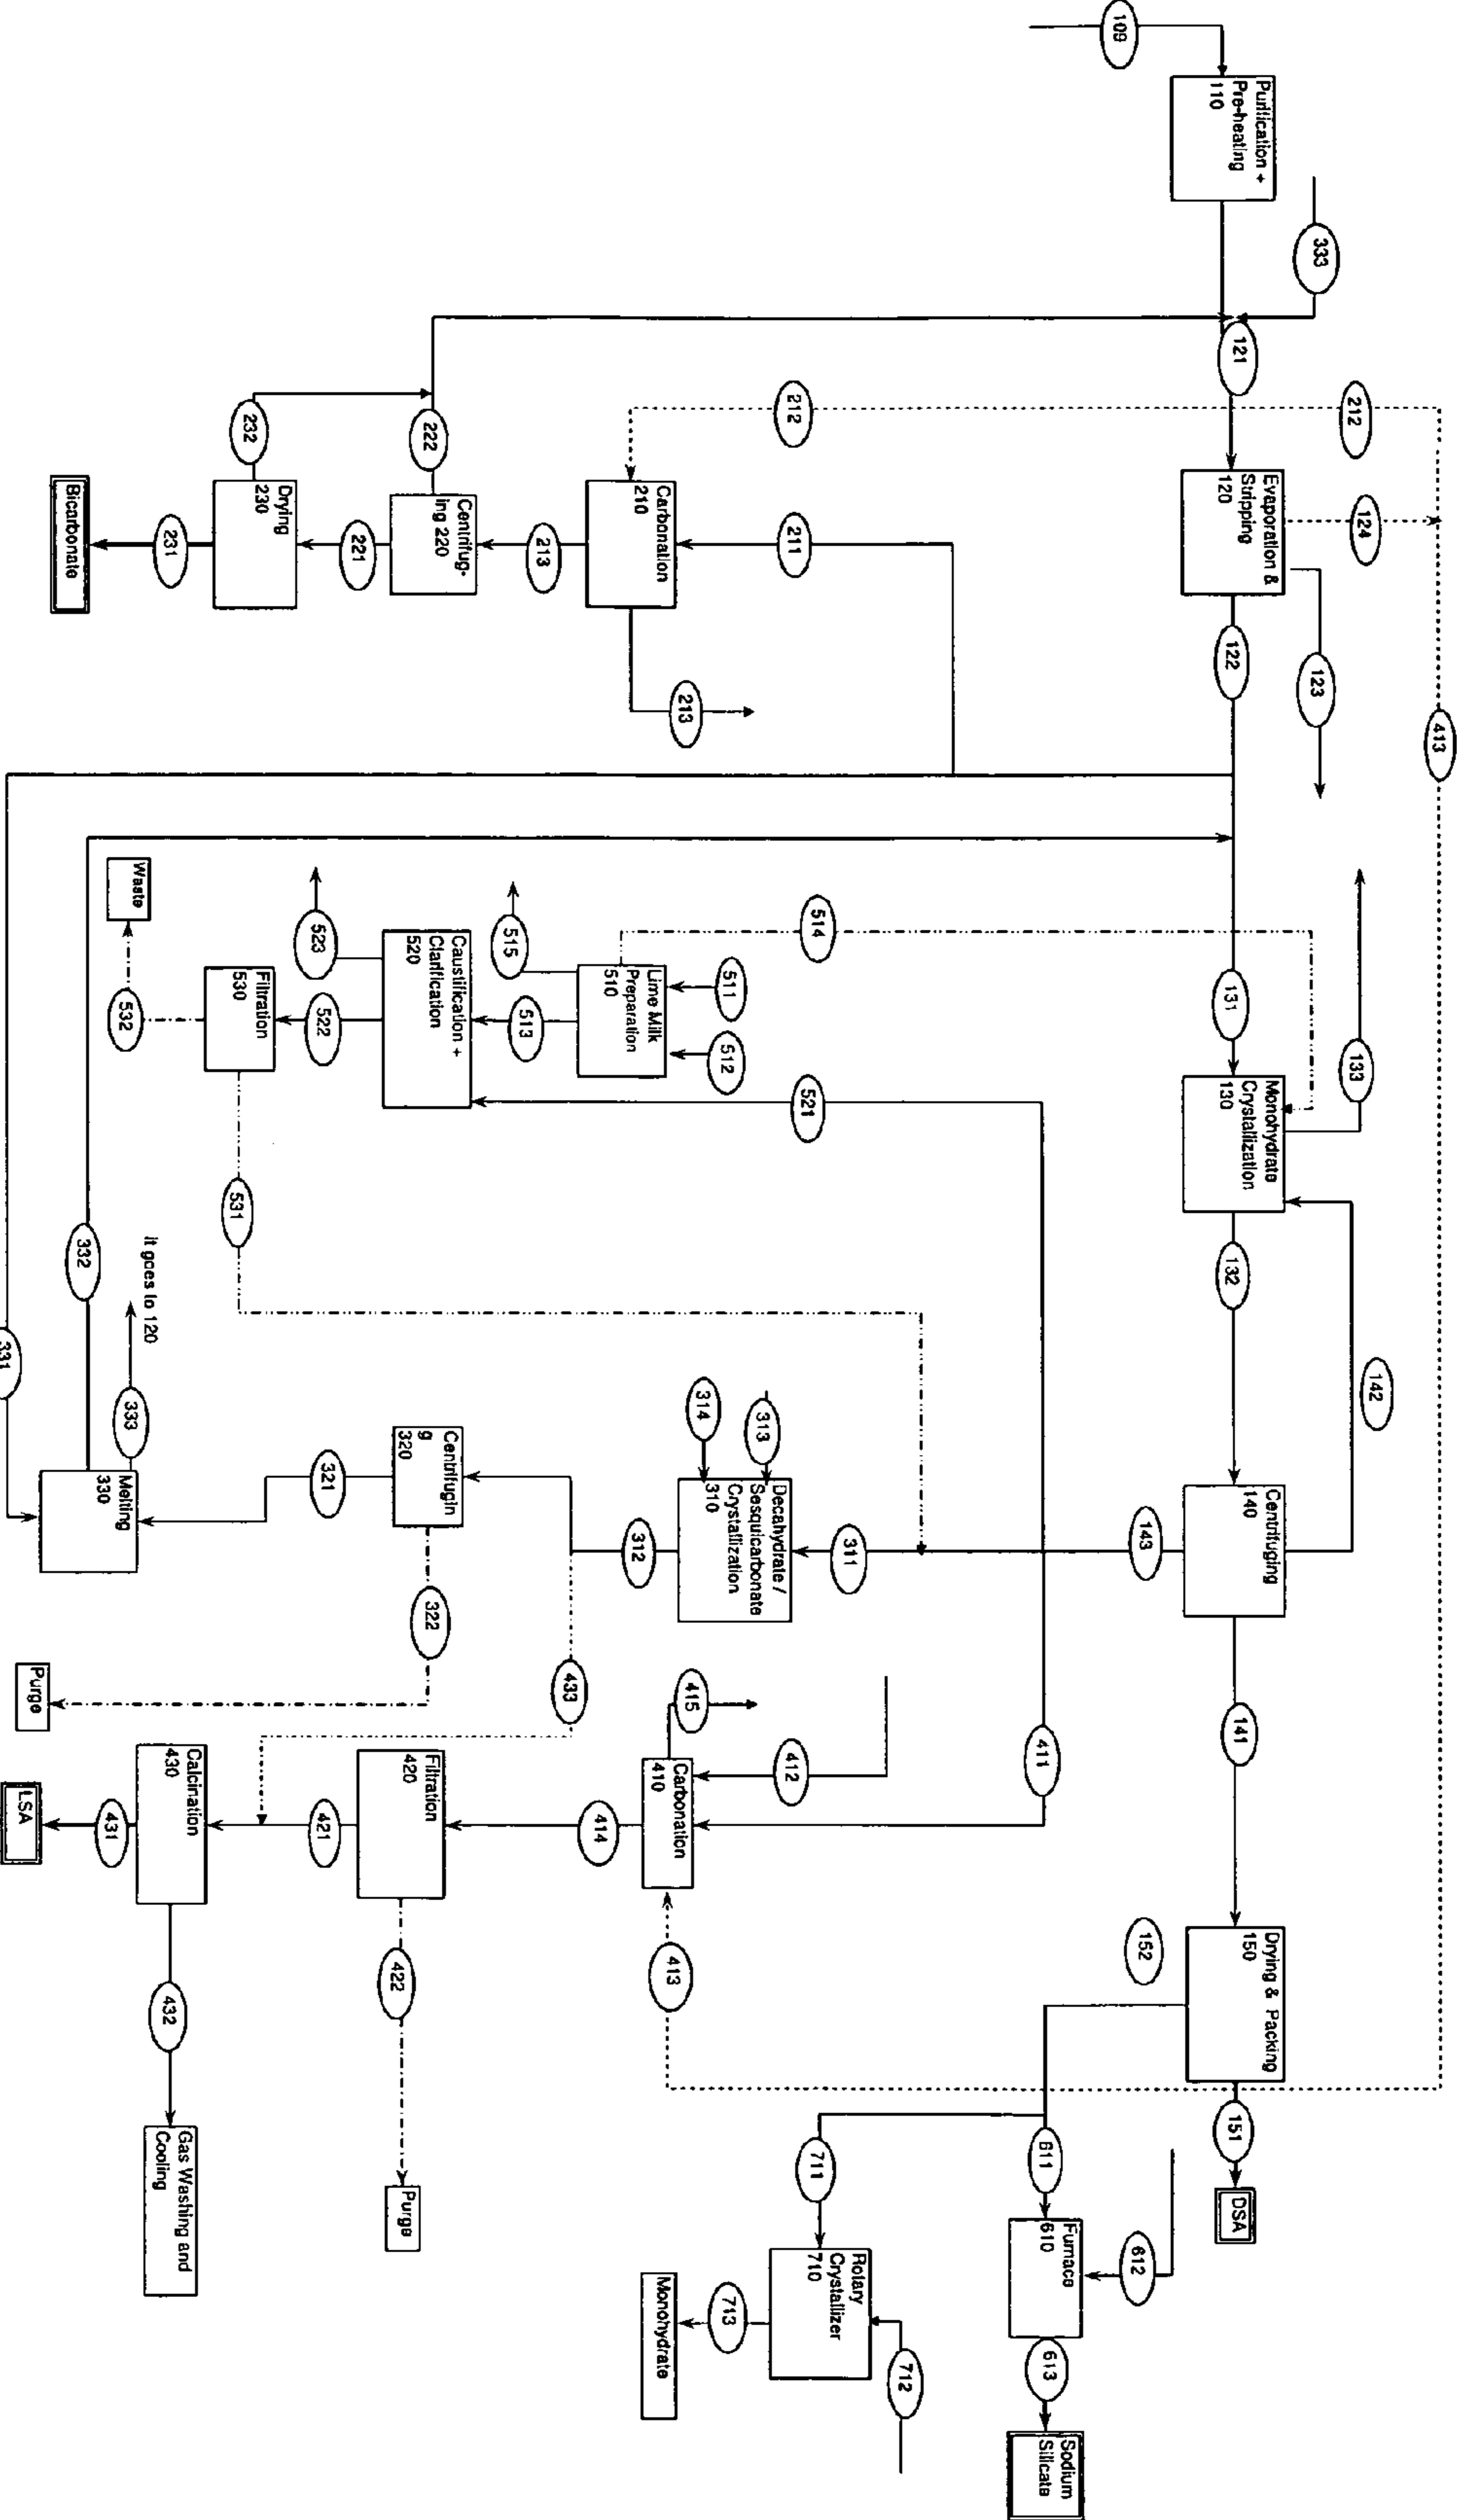 413
212
124
333
123
133
142
109
Purification +
Pre-heating
110
121
Evaporation &
Stripping
120
122
131
Monohydrate
Crystallization
130
132
Centrifuging
140
141
Drying & Packing
150
151
DSA
143
152
612
411
611
Furnace
610
613
Sodium
Silicate
212
211
514
521
311
412
711
712
Rotary
Crystallizer
710
713
Monohydrate
Carbonation
210
213
511
512
313
314
Decahydrate /
Sesquicarbonate
Crystallization
310
415
Carbonation
410
413
Lime Milk
Preparation
510
312
414
213
515
513
433
222
Centrifug-
ing 220
Caustification +
Clarification
520
Centrifugin
g
320
322
Filtration
420
422
Purge
221
523
522
321
421
232
Drying
230
Filtration
530
531
231
Waste
532
It goes to 120
333
Melting
330
Calcination
430
432
Gas Washing and
Cooling
Bicarbonate
332
431
Purge
LSA
331